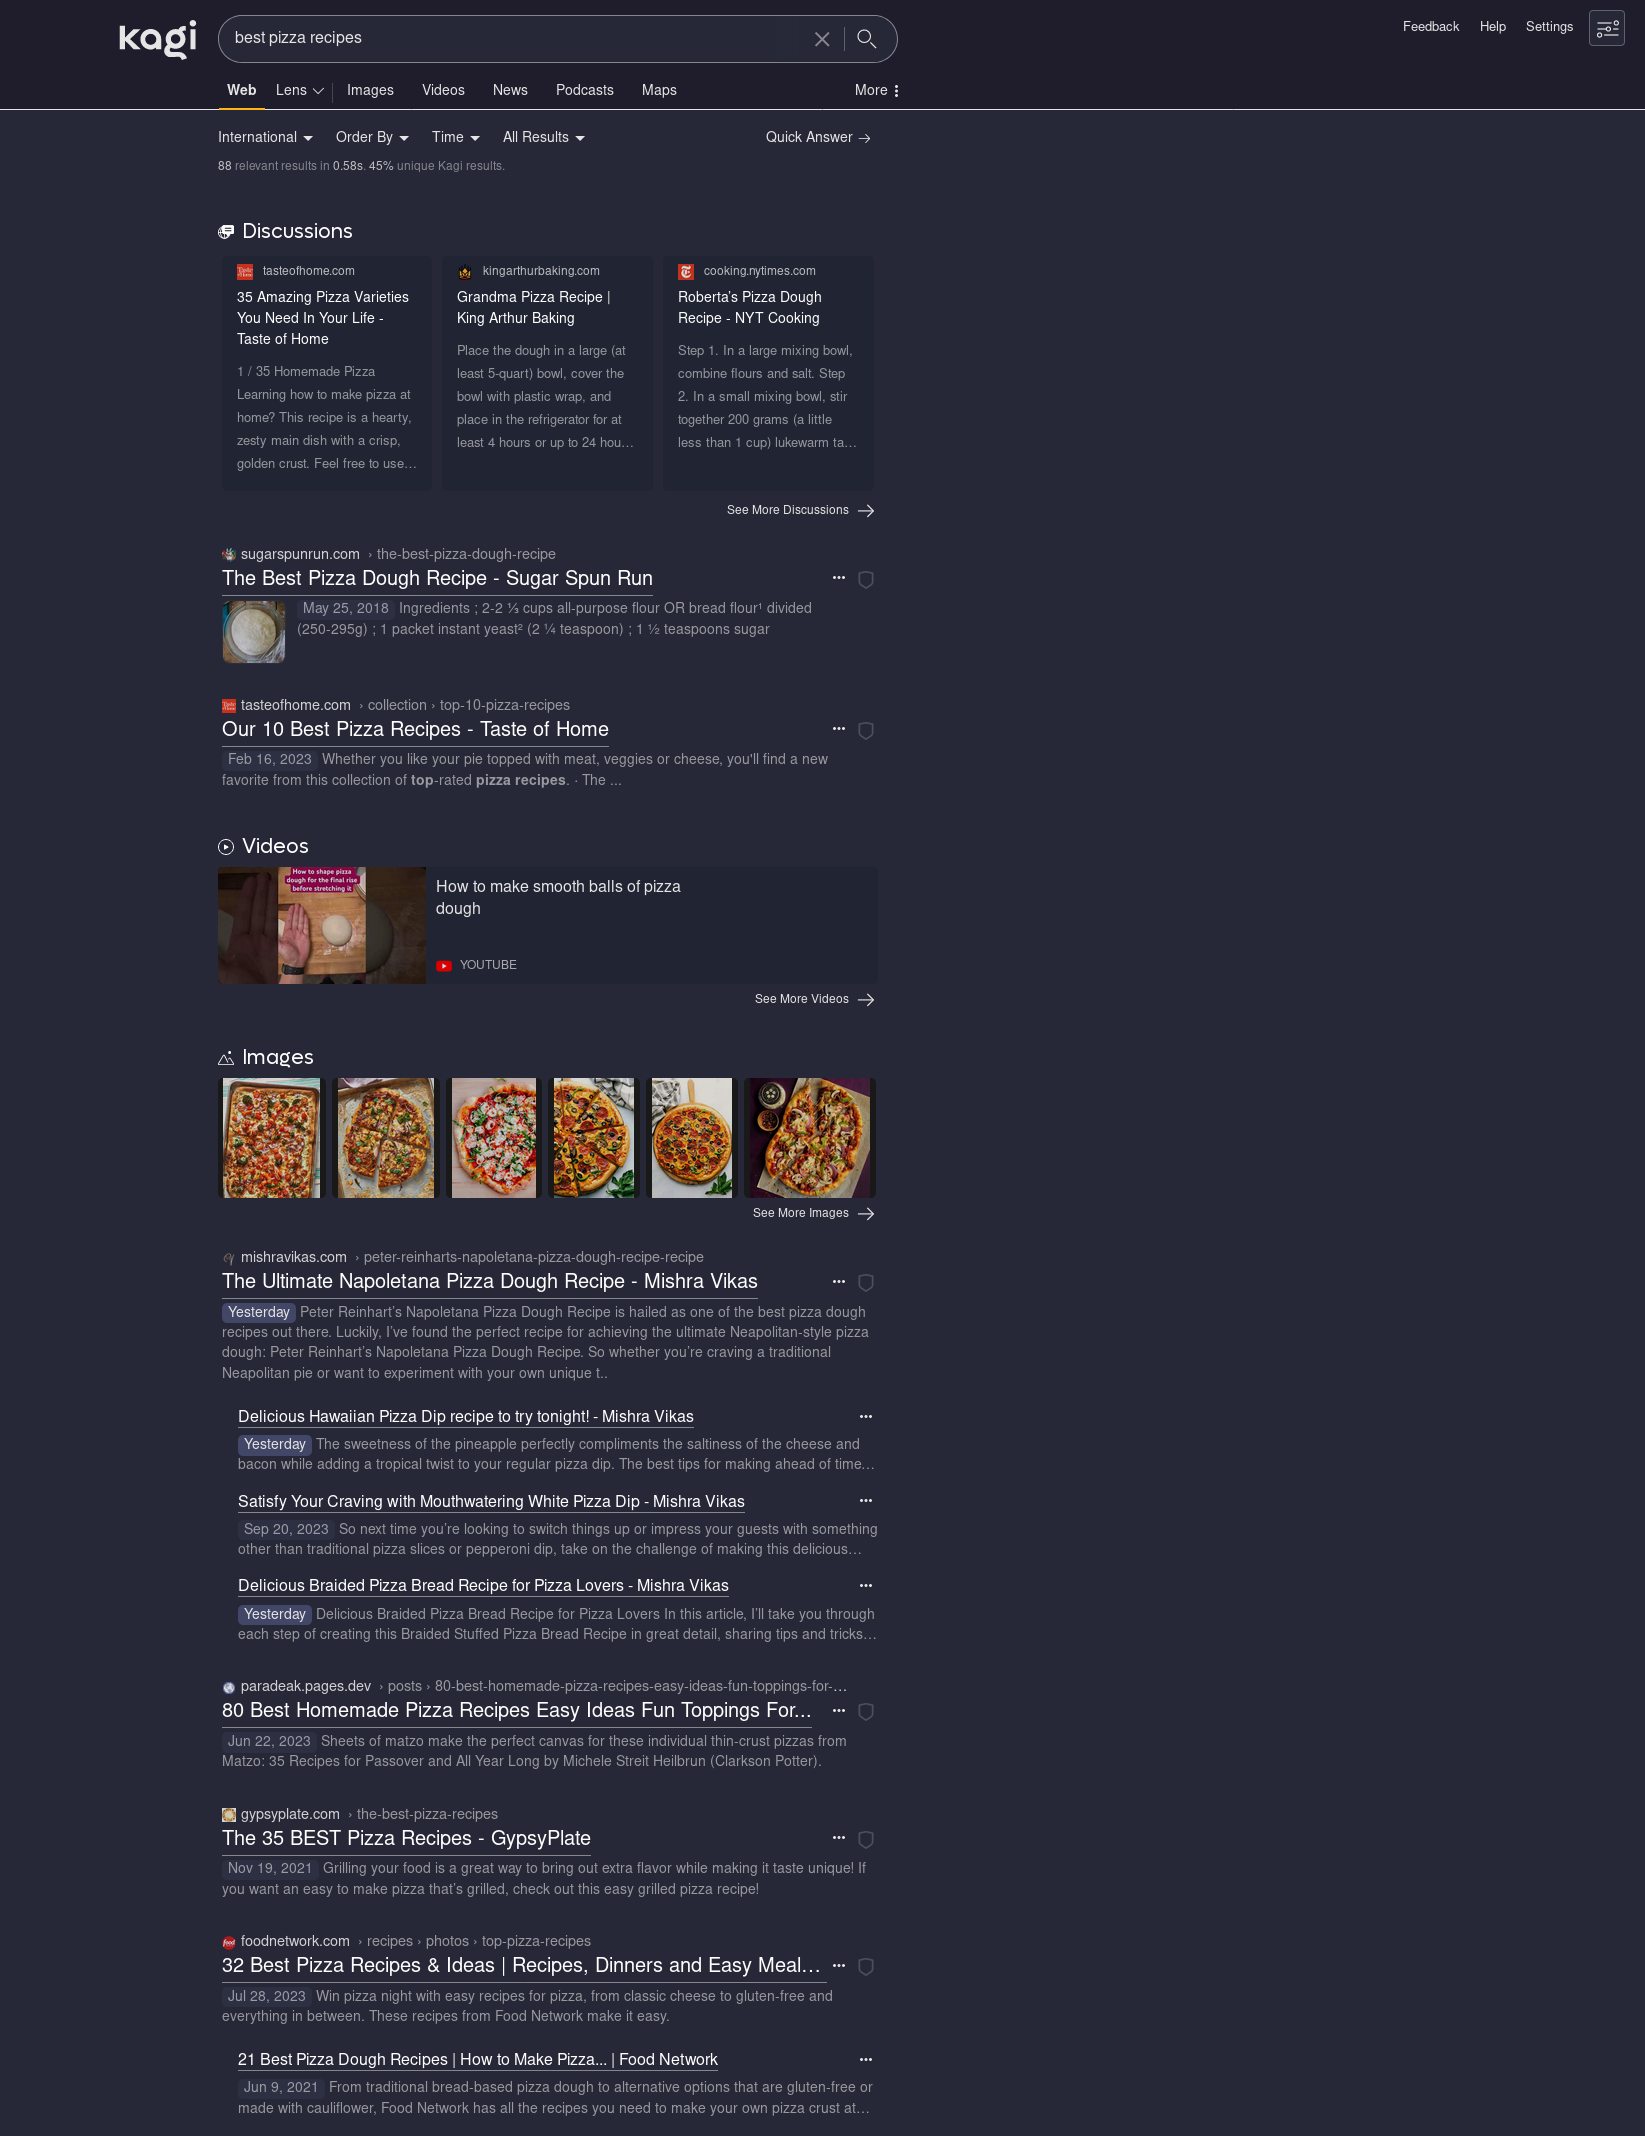 kagi
best pizza recipes
Feedback Help Settings
Web Lens Images Videos News Podcasts Maps More
International Order By Time All Results Quick Answer
88 relevant results in 0.58s. 45% unique Kagi results.
Discussions
tasteofhome.com
35 Amazing Pizza Varieties
You Need In Your Life -
Taste of Home
1 / 35 Homemade Pizza
Learning how to make pizza at
home? This recipe is a hearty,
zesty main dish with a crisp,
golden crust. Feel free to use…
kingarthurbaking.com
Grandma Pizza Recipe |
King Arthur Baking
Place the dough in a large (at
least 5-quart) bowl, cover the
bowl with plastic wrap, and
place in the refrigerator for at
least 4 hours or up to 24 hou…
cooking.nytimes.com
Roberta's Pizza Dough
Recipe - NYT Cooking
Step 1. In a large mixing bowl,
combine flours and salt. Step
2. In a small mixing bowl, stir
together 200 grams (a little
less than 1 cup) lukewarm ta…
See More Discussions
sugarspunrun.com › the-best-pizza-dough-recipe
The Best Pizza Dough Recipe - Sugar Spun Run
May 25, 2018 Ingredients ; 2-2 ⅓ cups all-purpose flour OR bread flour¹ divided
(250-295g) ; 1 packet instant yeast² (2 ¼ teaspoon) ; 1 ½ teaspoons sugar
tasteofhome.com › collection › top-10-pizza-recipes
Our 10 Best Pizza Recipes - Taste of Home
Feb 16, 2023 Whether you like your pie topped with meat, veggies or cheese, you'll find a new
favorite from this collection of top-rated pizza recipes. · The ...
Videos
How to shape pizza
dough for the final rise
before stretching it
How to make smooth balls of pizza
dough
YOUTUBE
See More Videos
Images
See More Images
mishravikas.com › peter-reinharts-napoletana-pizza-dough-recipe-recipe
The Ultimate Napoletana Pizza Dough Recipe - Mishra Vikas
Yesterday Peter Reinhart's Napoletana Pizza Dough Recipe is hailed as one of the best pizza dough
recipes out there. Luckily, I've found the perfect recipe for achieving the ultimate Neapolitan-style pizza
dough: Peter Reinhart's Napoletana Pizza Dough Recipe. So whether you're craving a traditional
Neapolitan pie or want to experiment with your own unique t..
Delicious Hawaiian Pizza Dip recipe to try tonight! - Mishra Vikas
Yesterday The sweetness of the pineapple perfectly compliments the saltiness of the cheese and
bacon while adding a tropical twist to your regular pizza dip. The best tips for making ahead of time…
Satisfy Your Craving with Mouthwatering White Pizza Dip - Mishra Vikas
Sep 20, 2023 So next time you're looking to switch things up or impress your guests with something
other than traditional pizza slices or pepperoni dip, take on the challenge of making this delicious…
Delicious Braided Pizza Bread Recipe for Pizza Lovers - Mishra Vikas
Yesterday Delicious Braided Pizza Bread Recipe for Pizza Lovers In this article, I'll take you through
each step of creating this Braided Stuffed Pizza Bread Recipe in great detail, sharing tips and tricks…
paradeak.pages.dev › posts › 80-best-homemade-pizza-recipes-easy-ideas-fun-toppings-for-…
80 Best Homemade Pizza Recipes Easy Ideas Fun Toppings For...
Jun 22, 2023 Sheets of matzo make the perfect canvas for these individual thin-crust pizzas from
Matzo: 35 Recipes for Passover and All Year Long by Michele Streit Heilbrun (Clarkson Potter).
gypsyplate.com › the-best-pizza-recipes
The 35 BEST Pizza Recipes - GypsyPlate
Nov 19, 2021 Grilling your food is a great way to bring out extra flavor while making it taste unique! If
you want an easy to make pizza that's grilled, check out this easy grilled pizza recipe!
foodnetwork.com › recipes › photos › top-pizza-recipes
32 Best Pizza Recipes & Ideas | Recipes, Dinners and Easy Meal…
Jul 28, 2023 Win pizza night with easy recipes for pizza, from classic cheese to gluten-free and
everything in between. These recipes from Food Network make it easy.
21 Best Pizza Dough Recipes | How to Make Pizza... | Food Network
Jun 9, 2021 From traditional bread-based pizza dough to alternative options that are gluten-free or
made with cauliflower, Food Network has all the recipes you need to make your own pizza crust at…